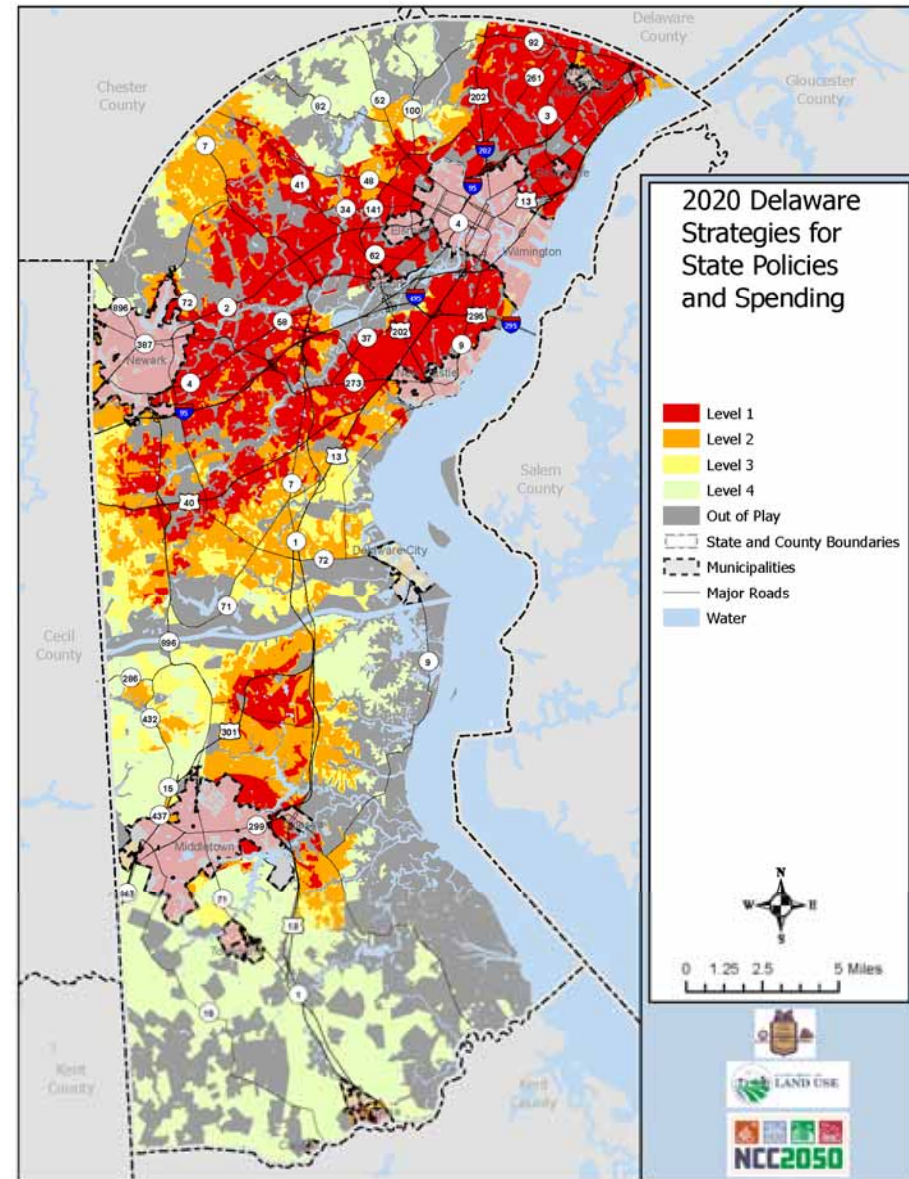 Delaware
County
Chester
County
Gloucester
County
92
261
52
82
100
202
3
7
202
41
48
95
13
34
141
4
Wilmington
62
896
72
2
495
58
295
295
37
202
387
9
Newark
4
273
95
13
Salem
County
7
40
1
72
Delaware City
71
Cecil
County
896
9
286
432
301
15
437
299
Middletown
71
13
1
Kent
County
Kent
County
2020 Delaware
Strategies for
State Policies
and Spending
Level 1
Level 2
Level 3
Level 4
Out of Play
State and County Boundaries
Municipalities
Major Roads
Water
N
W E
S
0 1.25 2.5 5 Miles
LAND USE
NCC2050